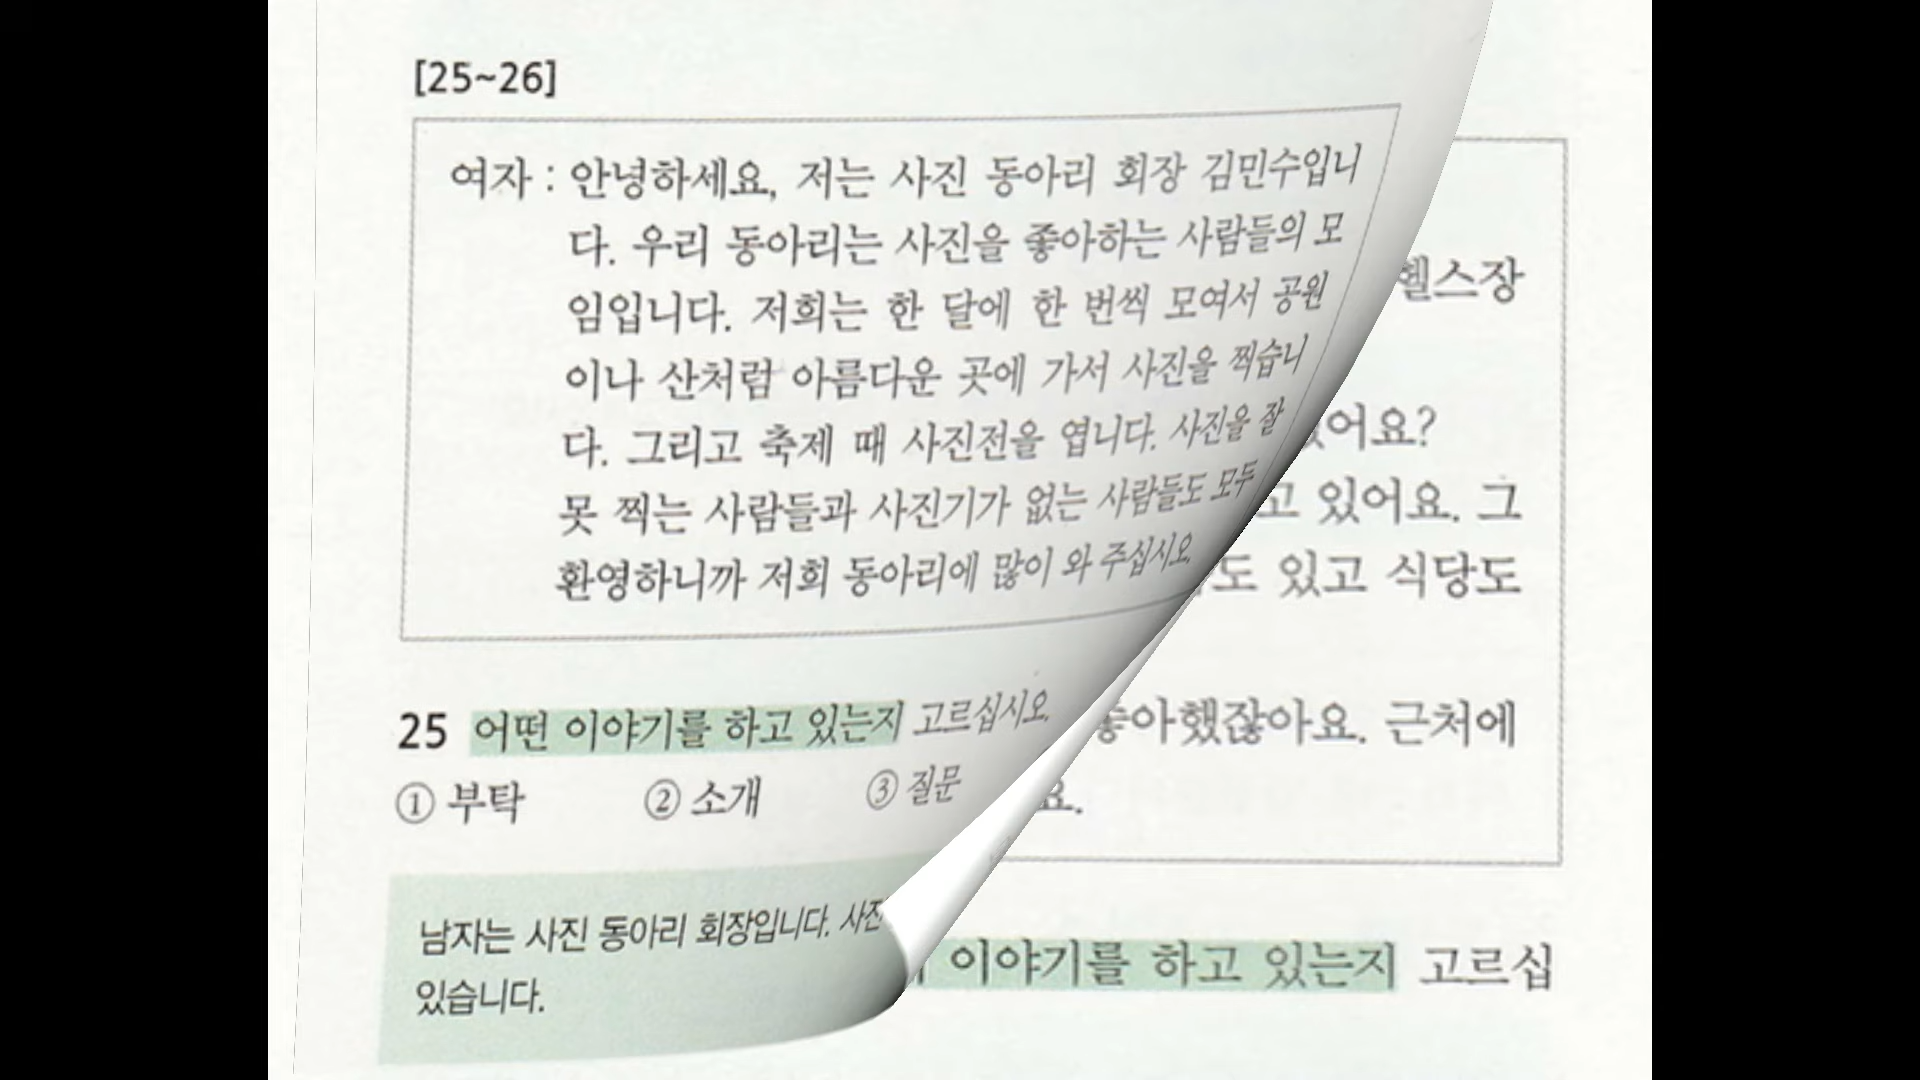 [25~26]
여자 : 안녕하세요, 저는 사진 동아리 회장 김민수입니
다. 우리 동아리는 사진을 좋아하는 사람들의 모
임입니다. 저희는 한 달에 한 번씩 모여서 공원
이나 산처럼 아름다운 곳에 가서 사진을 찍습니
다. 그리고 축제 때 사진전을 엽니다. 사진을 잘
못 찍는 사람들과 사진기가 없는 사람들도 모두
환영하니까 저희 동아리에 많이 와 주십시오.
25 어떤 이야기를 하고 있는지 고르십시오.
① 부탁 ② 소개 ③ 질문
남자는 사진 동아리 회장입니다. 사진
있습니다.
헬스장
있어요?
고 있어요. 그
도 있고 식당도
좋아했잖아요. 근처에
요.
이야기를 하고 있는지 고르십